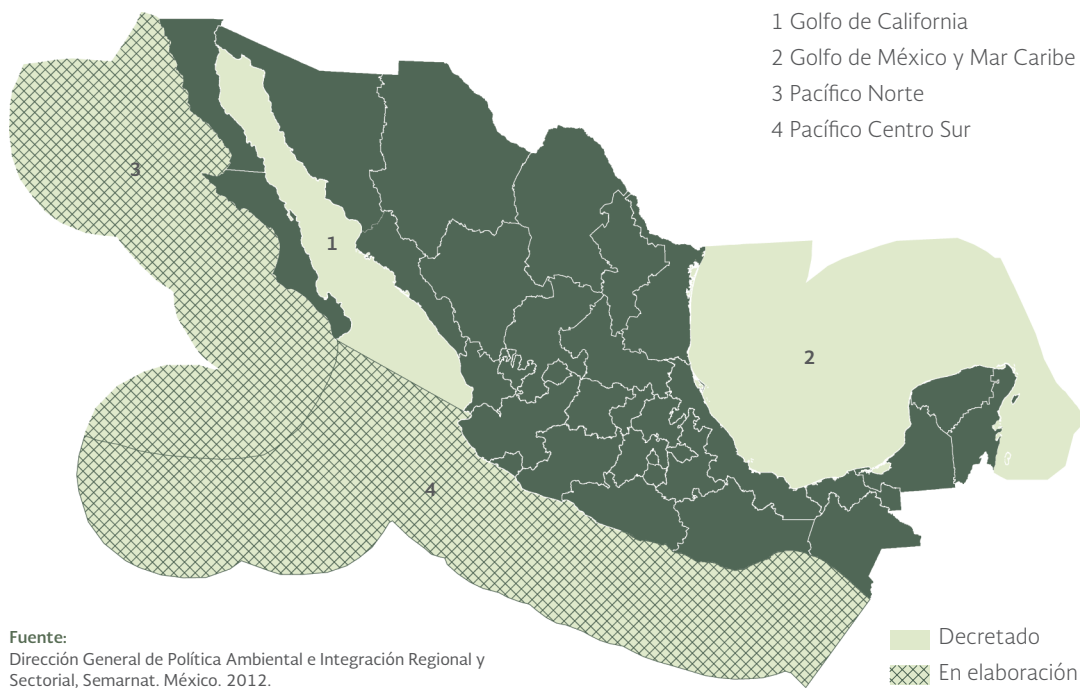 1 Golfo de California
2 Golfo de México y Mar Caribe
3 Pacífico Norte
4 Pacífico Centro Sur
3
1
2
4
Fuente:
Dirección General de Política Ambiental e Integración Regional y
Sectorial, Semarnat. México. 2012.
Decretado
En elaboración